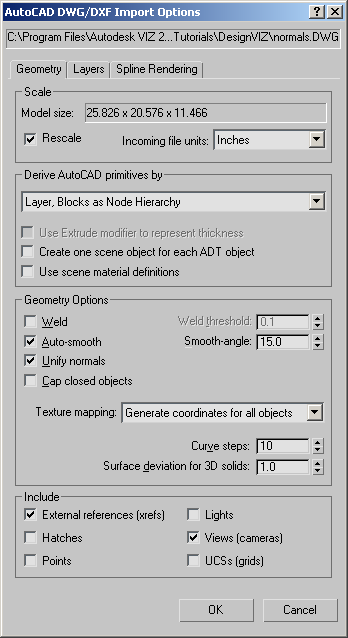 AutoCAD DWG/DXF Import Options
C:\Program Files\Autodesk VIZ 2...Tutorials\DesignVIZ\normals.DWG
Geometry Layers Spline Rendering
Scale
Model size: 25.826 x 20.576 x 11.466
Rescale Incoming file units: Inches
Derive AutoCAD primitives by
Layer, Blocks as Node Hierarchy
Use Extrude modifier to represent thickness
Create one scene object for each ADT object
Use scene material definitions
Geometry Options
Weld Weld threshold: 0.1
Auto-smooth Smooth-angle: 15.0
Unify normals
Cap closed objects
Texture mapping: Generate coordinates for all objects
Curve steps: 10
Surface deviation for 3D solids: 1.0
Include
External references (xrefs) Lights
Hatches Views (cameras)
Points UCSs (grids)
OK Cancel